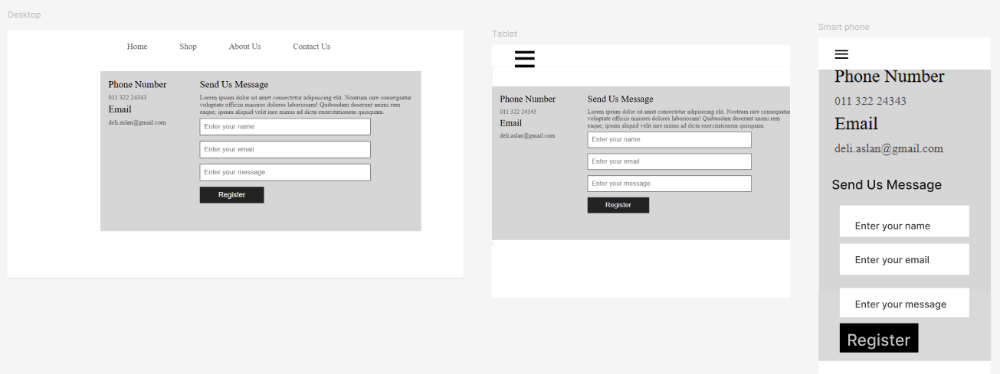 Desktop
Home Shop About Us Contact Us
Phone Number
011 322 24343
Email
deli.aslan@gmail.com
Send Us Message
Lorem ipsum dolor sit amet consectetur adipisicing elit. Nostrum iure consequatur
voluptate officiis maiores dolores laboriosam! Quibusdam deserunt animi rem
eaque, ipsum aliquid velit iure minus ad dicta exercitationem quisquam.
Enter your name
Enter your email
Enter your message
Register
Tablet
Phone Number
011 322 24343
Email
deli.aslan@gmail.com
Send Us Message
Lorem ipsum dolor sit amet consectetur adipisicing elit. Nostrum iure consequatur
voluptate officiis maiores dolores laboriosam! Quibusdam deserunt animi rem
eaque, ipsum aliquid velit iure minus ad dicta exercitationem quisquam.
Enter your name
Enter your email
Enter your message
Register
Smart phone
Phone Number
011 322 24343
Email
deli.aslan@gmail.com
Send Us Message
Enter your name
Enter your email
Enter your message
Register